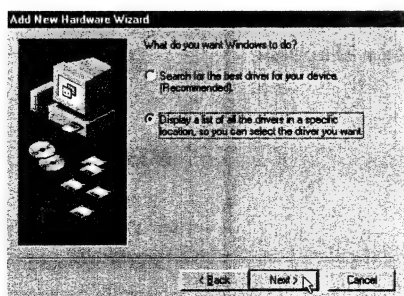 Add New Hardware Wizard
What do you want Windows to do?
Search for the best driver for your device.
(Recommended).
Display a list of all the drivers in a specific
location, so you can select the driver you want.
< Back Next > Cancel